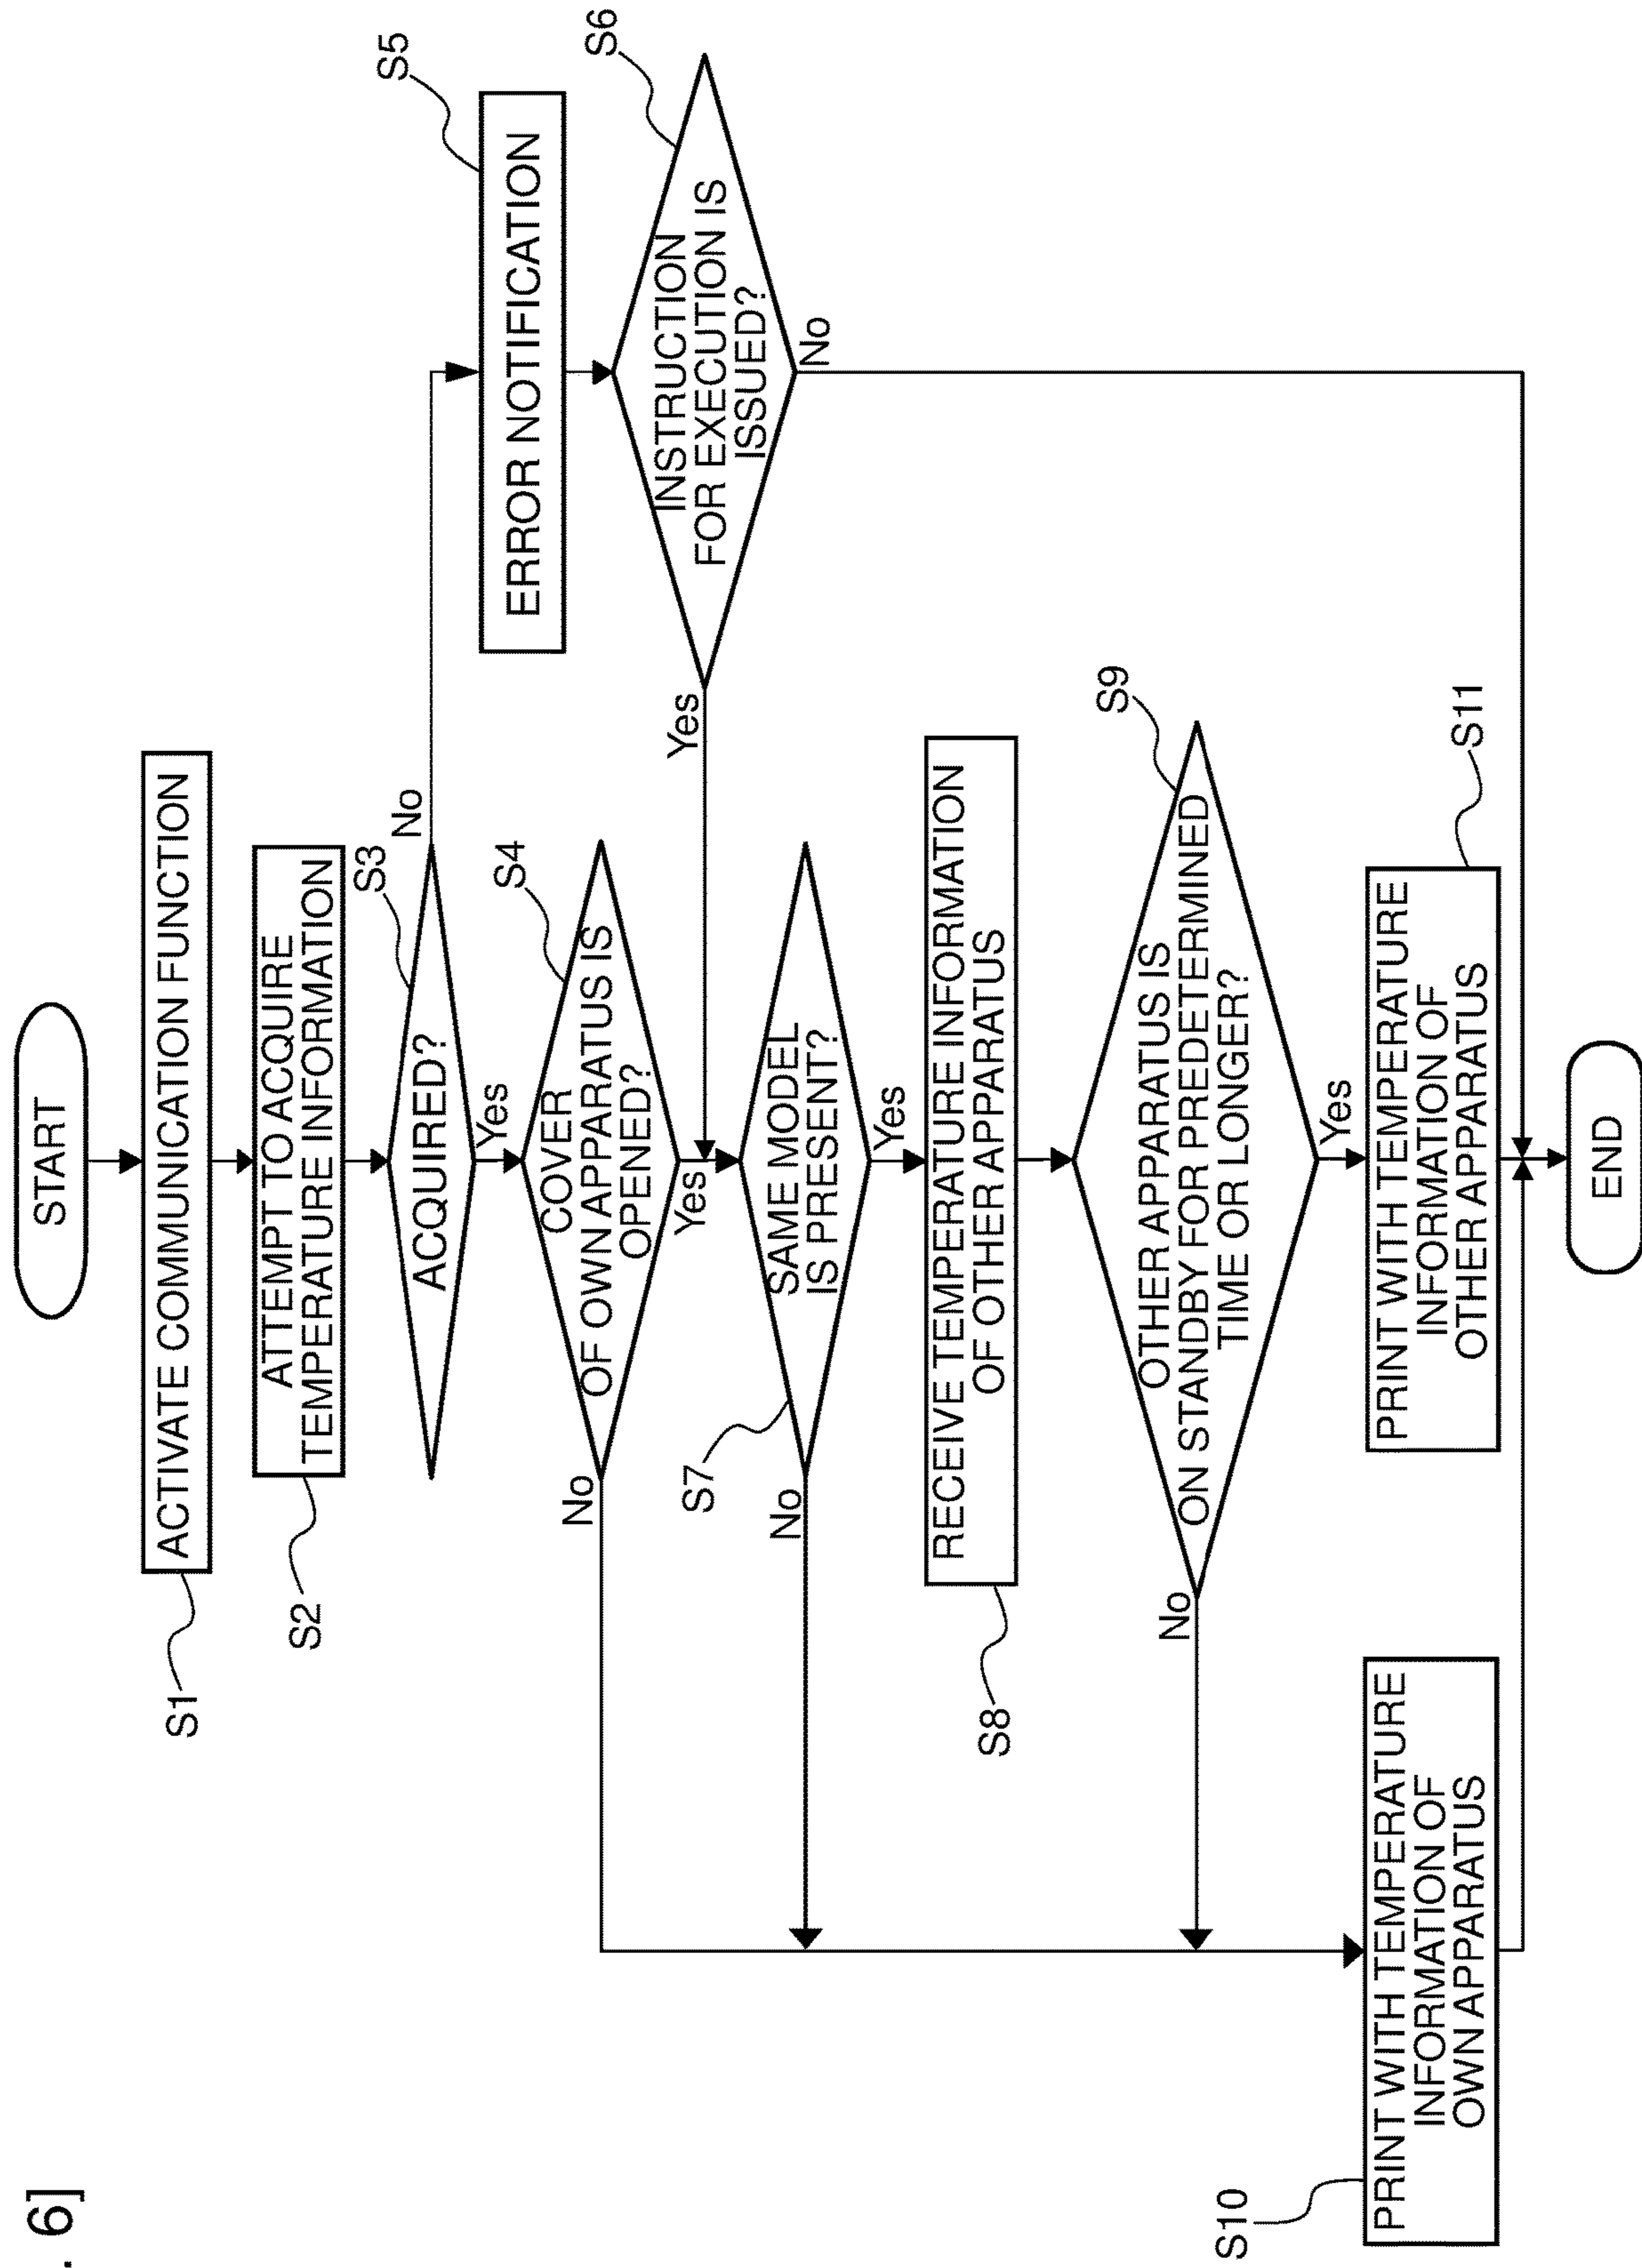 . 6]
START
ACTIVATE COMMUNICATION FUNCTION
S1
ATTEMPT TO ACQUIRE
TEMPERATURE INFORMATION
S2
ACQUIRED?
S3
No
Yes
COVER
OF OWN APPARATUS IS
OPENED?
S4
No
Yes
ERROR NOTIFICATION
S5
INSTRUCTION
FOR EXECUTION IS
ISSUED?
S6
Yes
No
SAME MODEL
IS PRESENT?
S7
No
Yes
RECEIVE TEMPERATURE INFORMATION
OF OTHER APPARATUS
S8
OTHER APPARATUS IS
ON STANDBY FOR PREDETERMINED
TIME OR LONGER?
S9
No
Yes
PRINT WITH TEMPERATURE
INFORMATION OF
OWN APPARATUS
S10
PRINT WITH TEMPERATURE
INFORMATION OF
OTHER APPARATUS
S11
END